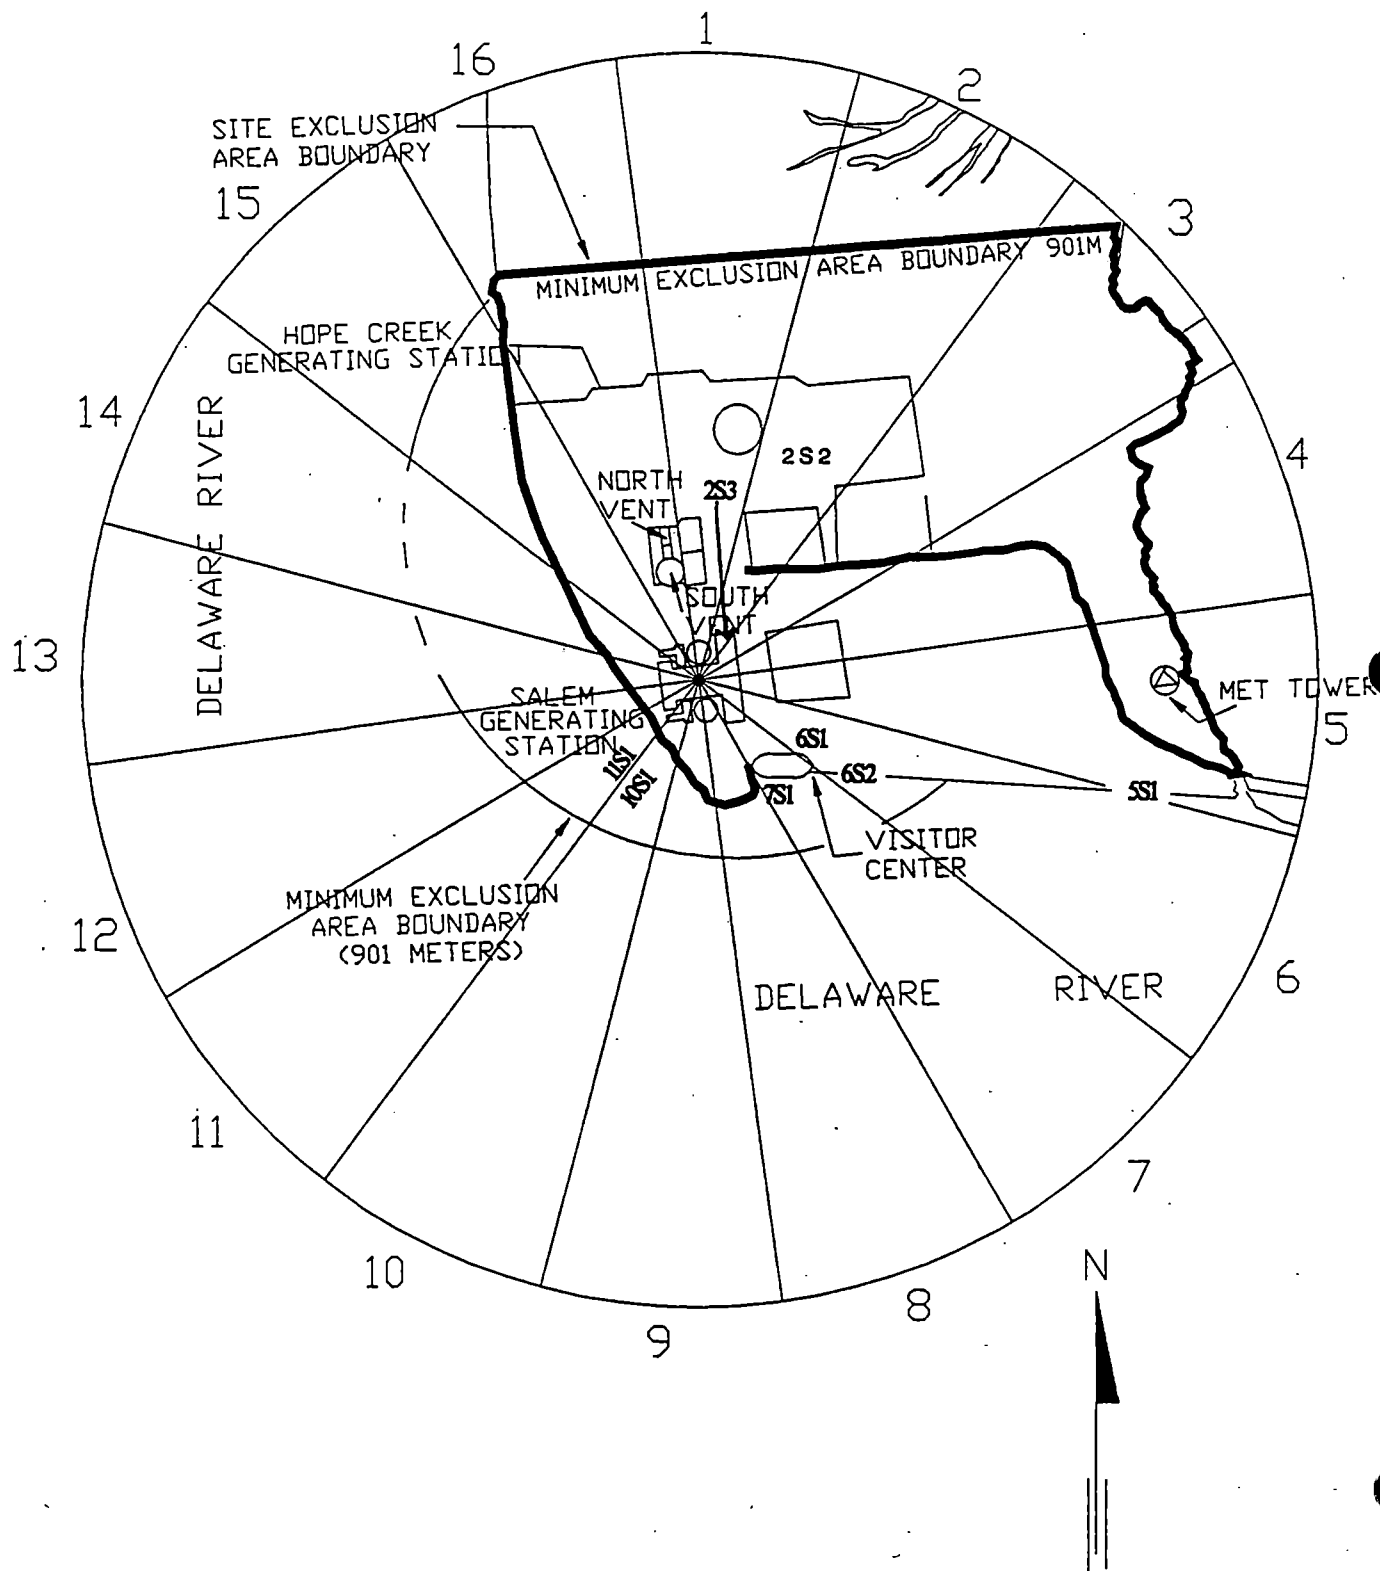 1
16
2
SITE EXCLUSION
AREA BOUNDARY
15
3
MINIMUM EXCLUSION AREA BOUNDARY 901M
HOPE CREEK
GENERATING STATION
14
DELAWARE RIVER
4
2S2
NORTH
VENT
2S3
SOUTH
VENT
13
SALEM
GENERATING
STATION
MET TOWER
5
11S1
10S1
6S1
6S2
7S1
5S1
VISITOR
CENTER
MINIMUM EXCLUSION
AREA BOUNDARY
(901 METERS)
12
6
DELAWARE RIVER
11
7
10
8
9
N